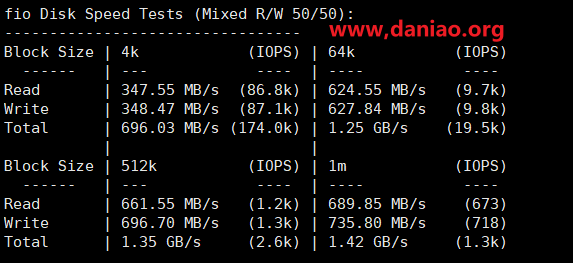 fio Disk Speed Tests (Mixed R/W 50/50):
www,daniao.org
---------------------------------
Block Size | 4k            (IOPS) | 64k           (IOPS)
  ------   | ---            ----  | ----           ----
Read       | 347.55 MB/s  (86.8k) | 624.55 MB/s   (9.7k)
Write      | 348.47 MB/s  (87.1k) | 627.84 MB/s   (9.8k)
Total      | 696.03 MB/s (174.0k) | 1.25 GB/s    (19.5k)
           |                      |
Block Size | 512k          (IOPS) | 1m            (IOPS)
  ------   | ---            ----  | ---            ----
Read       | 661.55 MB/s   (1.2k) | 689.85 MB/s    (673)
Write      | 696.70 MB/s   (1.3k) | 735.80 MB/s    (718)
Total      | 1.35 GB/s     (2.6k) | 1.42 GB/s     (1.3k)